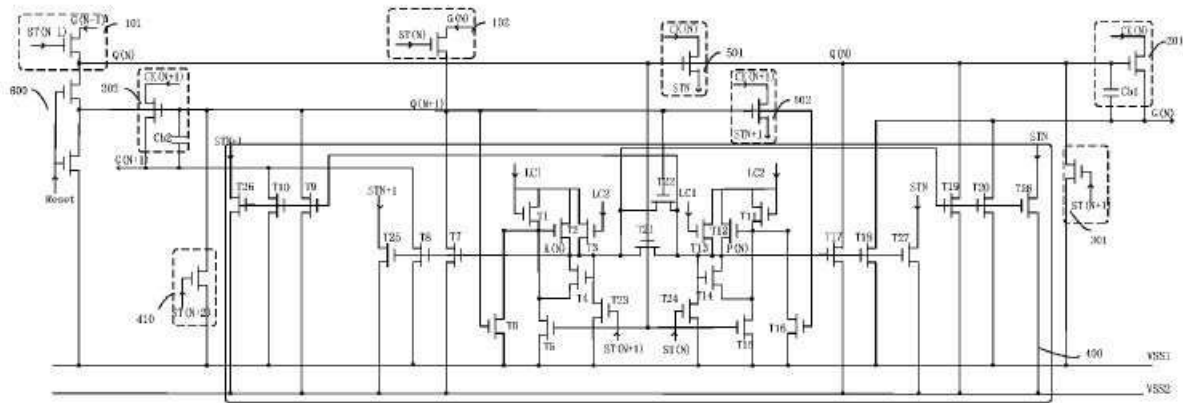 G(N-1)
101
ST(N-1)
Q(N)
600
202
CK(N+1)
Cb2
G(N+1)
Reset
102
G(N)
ST(N)
Q(N+1)
CK(N)
501
STN
CK(N+1)
502
STN+1
Q(N)
CK(N)
201
Cb1
G(N)
STN+1
T26
T10
T9
STN+1
T25
T8
T7
LC1
T1
T2
LC2
T3
K(N)
T4
T23
T6
T5
ST(N+1)
T22
T21
LC1
LC2
T11
T12
T13
P(N)
T14
T24
ST(N)
T15
T16
T17
T18
T27
STN
T19
T20
STN
T28
ST(N+1)
301
ST(N+2)
410
400
VSS1
VSS2